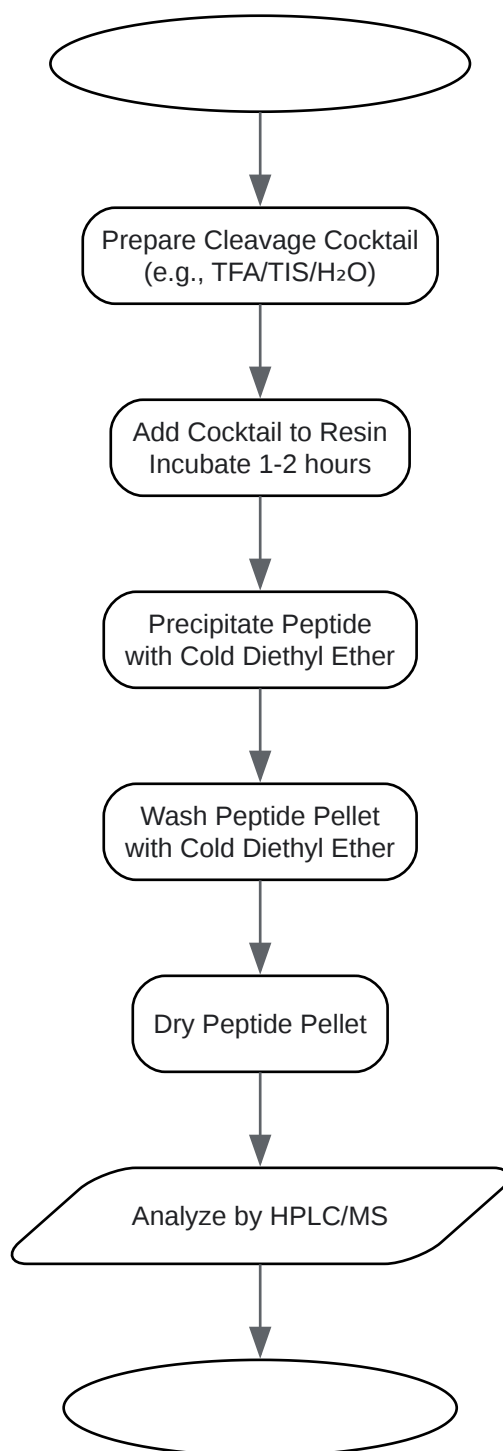 Prepare Cleavage Cocktail
(e.g., TFA/TIS/H₂O)
Add Cocktail to Resin
Incubate 1-2 hours
Precipitate Peptide
with Cold Diethyl Ether
Wash Peptide Pellet
with Cold Diethyl Ether
Dry Peptide Pellet
Analyze by HPLC/MS